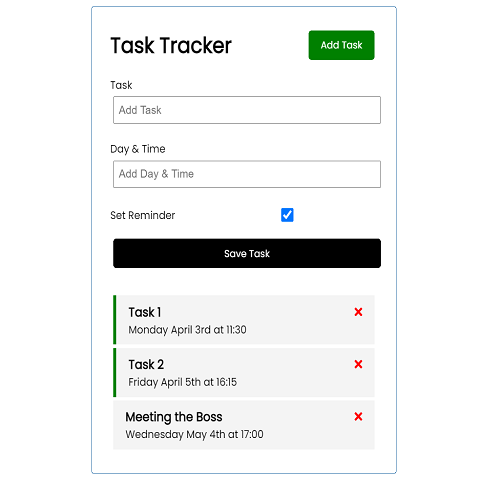 Task Tracker
Add Task
Task
Add Task
Day & Time
Add Day & Time
Set Reminder
Save Task
Task 1
Monday April 3rd at 11:30
Task 2
Friday April 5th at 16:15
Meeting the Boss
Wednesday May 4th at 17:00